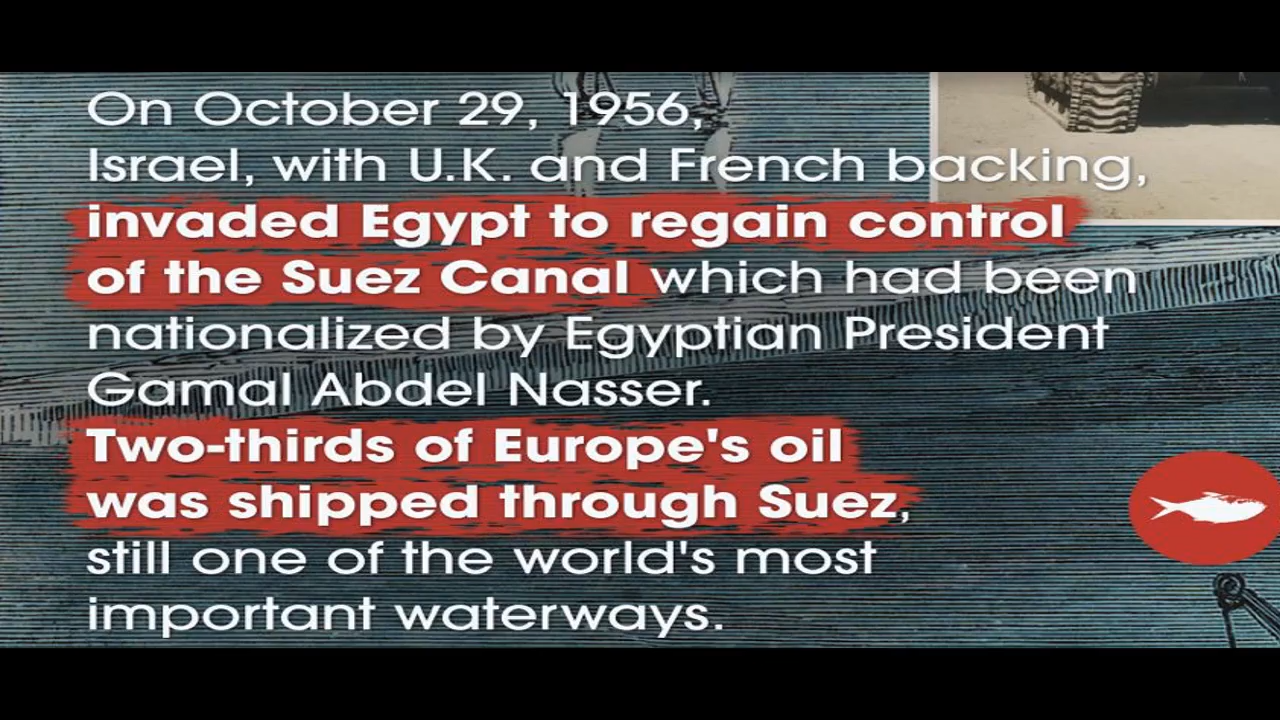 On October 29, 1956,
Israel, with U.K. and French backing,
invaded Egypt to regain control
of the Suez Canal which had been
nationalized by Egyptian President
Gamal Abdel Nasser.
Two-thirds of Europe's oil
was shipped through Suez,
still one of the world's most
important waterways.